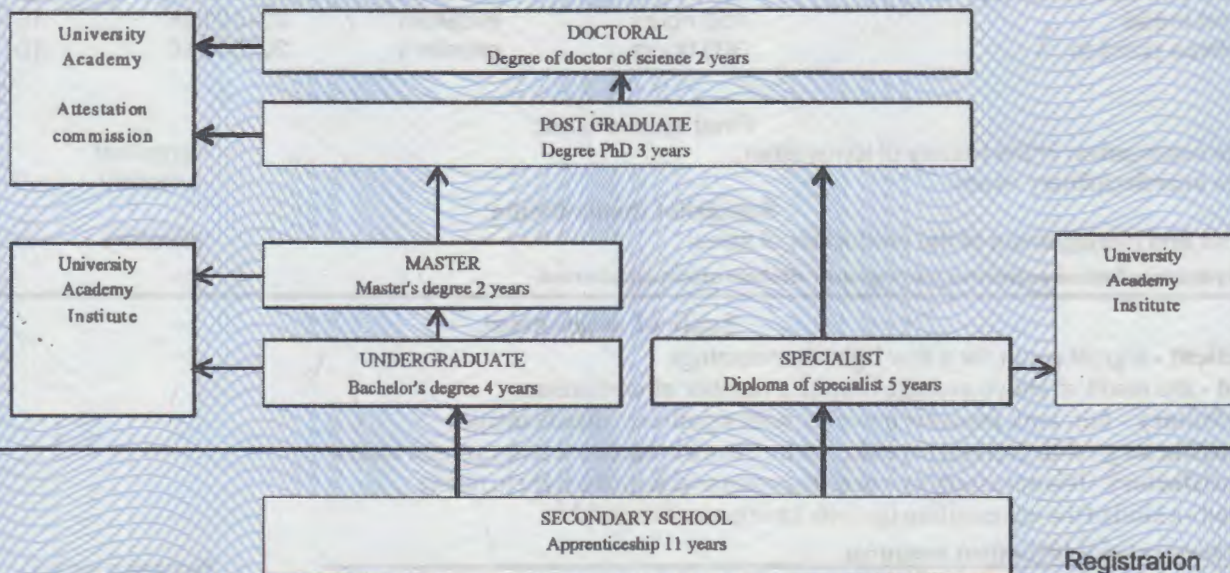 University
Academy
Attestation
commission
DOCTORAL
Degree of doctor of science 2 years
POST GRADUATE
Degree PhD 3 years
University
Academy
Institute
MASTER
Master's degree 2 years
UNDERGRADUATE
Bachelor's degree 4 years
SPECIALIST
Diploma of specialist 5 years
University
Academy
Institute
SECONDARY SCHOOL
Apprenticeship 11 years
Registration